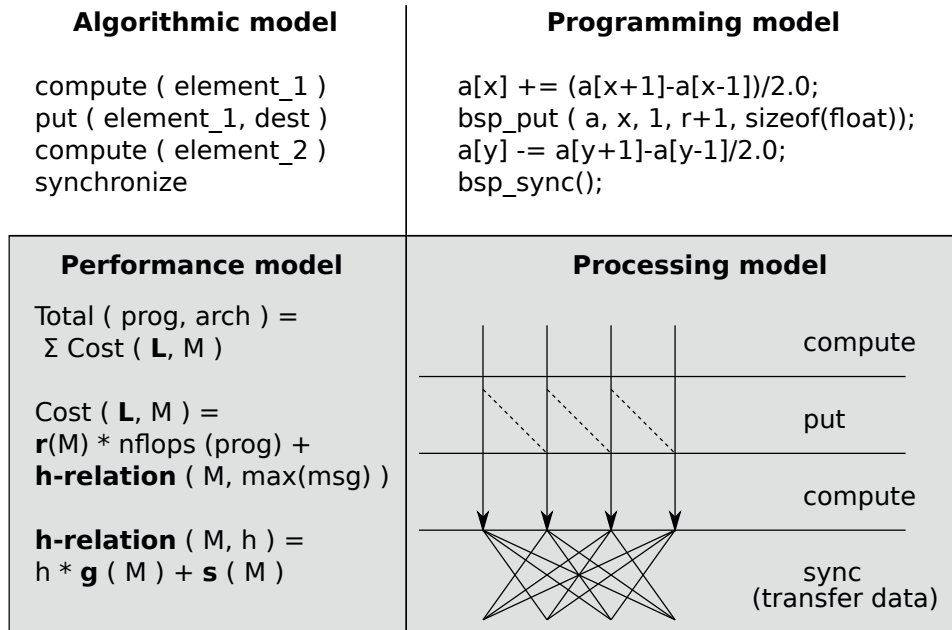 Algorithmic model
compute ( element_1 )
put ( element_1, dest )
compute ( element_2 )
synchronize
Programming model
a[x] += (a[x+1]-a[x-1])/2.0;
bsp_put ( a, x, 1, r+1, sizeof(float));
a[y] -= a[y+1]-a[y-1]/2.0;
bsp_sync();
Performance model
Total ( prog, arch ) =
Σ Cost ( L, M )
Cost ( L, M ) =
r(M) * nflops (prog) +
h-relation ( M, max(msg) )
h-relation ( M, h ) =
h * g ( M ) + s ( M )
Processing model
compute
put
compute
sync
(transfer data)